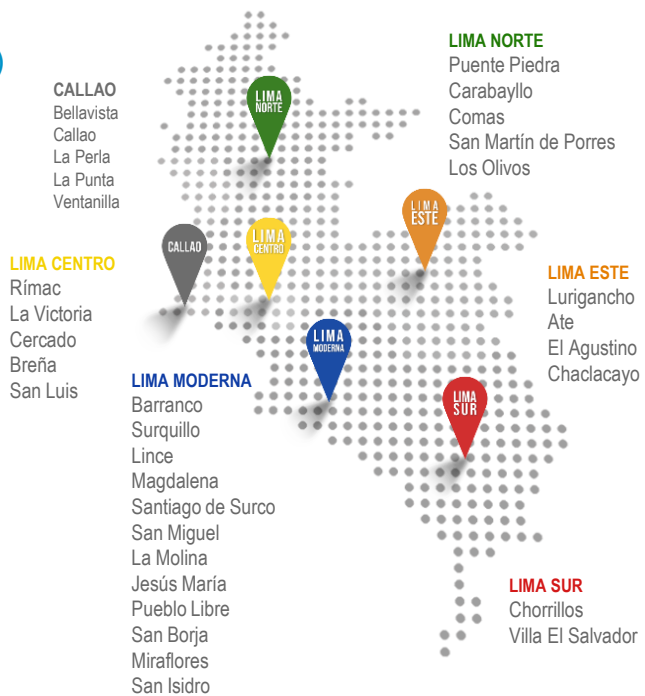 LIMA NORTE
Puente Piedra
Carabayllo
Comas
San Martín de Porres
Los Olivos
CALLAO
Bellavista
Callao
La Perla
La Punta
Ventanilla
LIMA
NORTE
LIMA
ESTE
CALLAO
LIMA
CENTRO
LIMA CENTRO
Rímac
La Victoria
Cercado
Breña
San Luis
LIMA ESTE
Lurigancho
Ate
El Agustino
Chaclacayo
LIMA
MODERNA
LIMA MODERNA
Barranco
Surquillo
Lince
Magdalena
Santiago de Surco
San Miguel
La Molina
Jesús María
Pueblo Libre
San Borja
Miraflores
San Isidro
LIMA
SUR
LIMA SUR
Chorrillos
Villa El Salvador